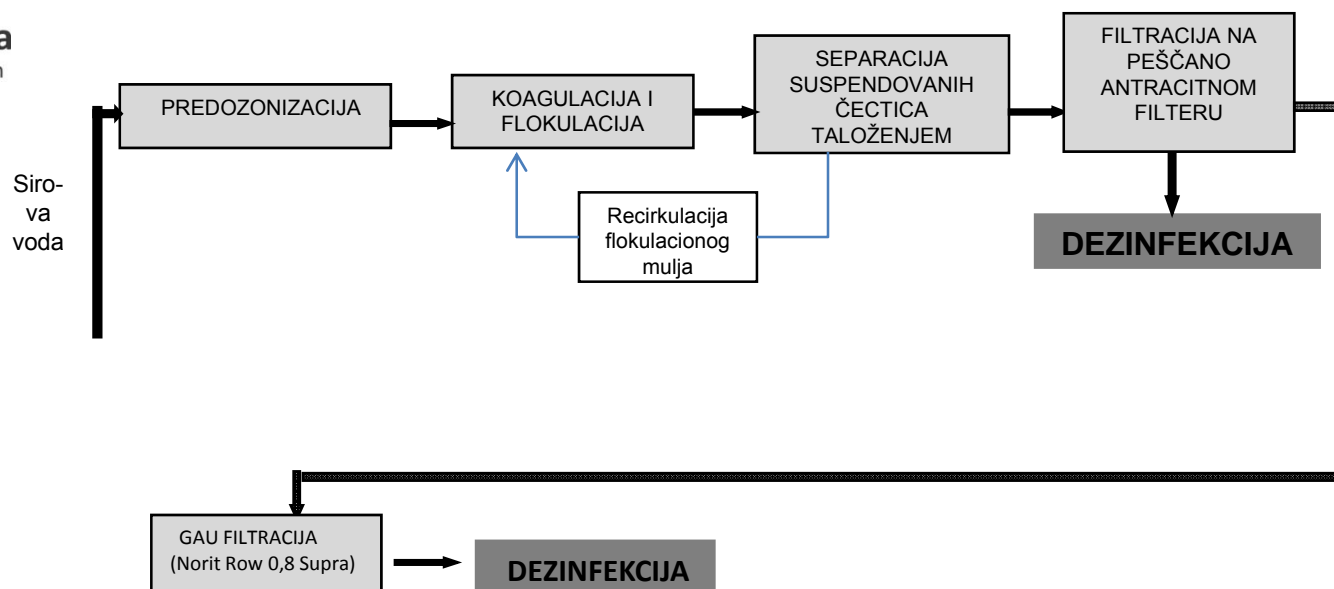 a
n
PREDOZONIZACIJA
KOAGULACIJA I
FLOKULACIJA
SEPARACIJA
SUSPENDOVANIH
ČECTICA
TALOŽENJEM
FILTRACIJA NA
PEŠČANO
ANTRACITNOM
FILTERU
Siro-
va
voda
Recirkulacija
flokulacionog
mulja
DEZINFEKCIJA
GAU FILTRACIJA
(Norit Row 0,8 Supra)
DEZINFEKCIJA